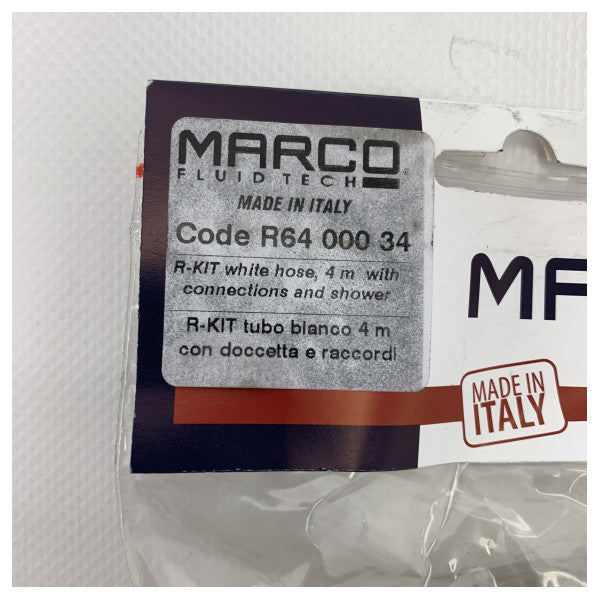 MARCO
FLUID TECH
MADE IN ITALY
Code R64 000 34
R-KIT white hose, 4 m with
connections and shower
R-KIT tubo bianco 4 m
con doccetta e raccordi
MA
MADE IN
ITALY